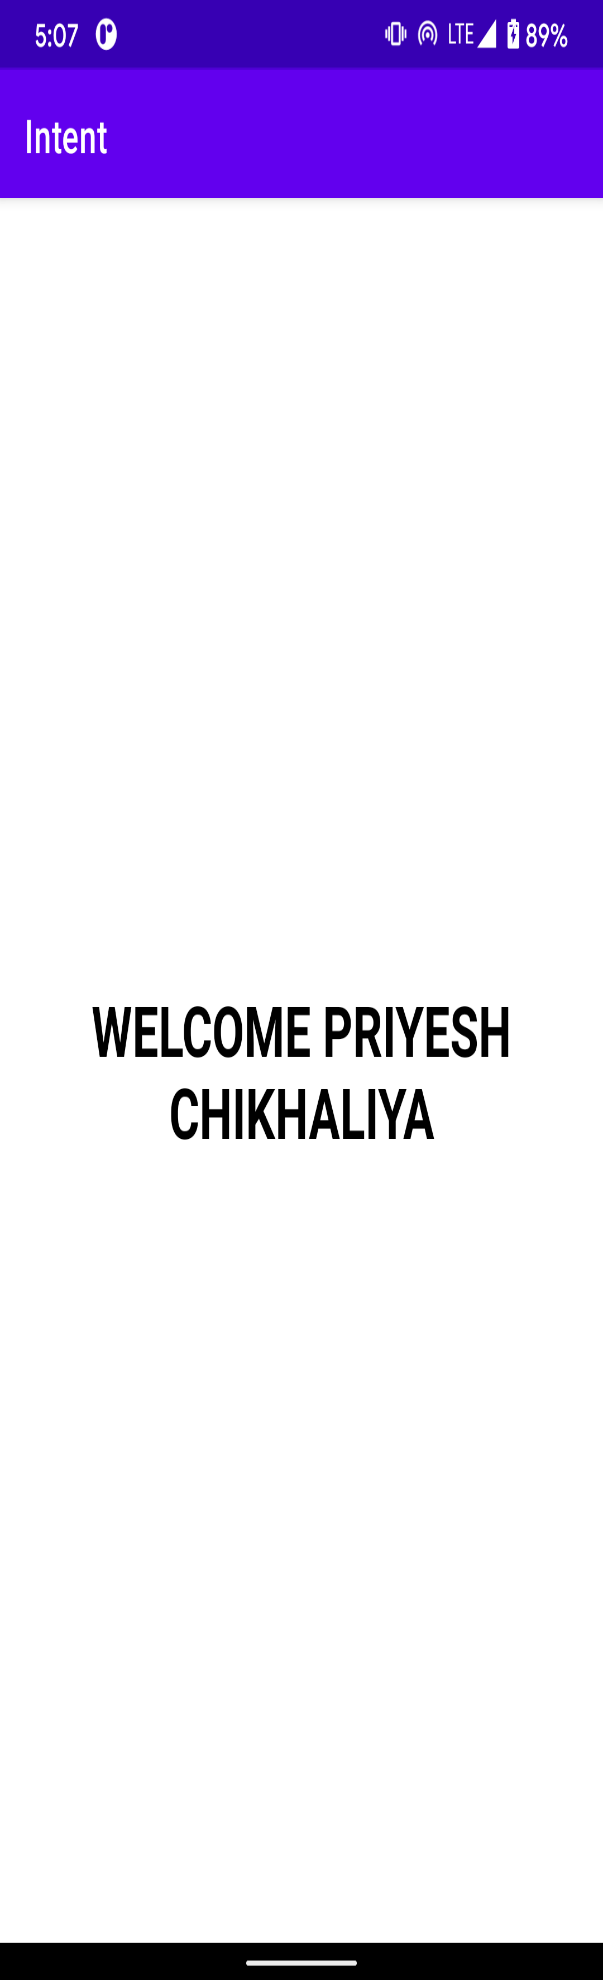 5:07 LTE 89%
Intent
WELCOME PRIYESH
CHIKHALIYA